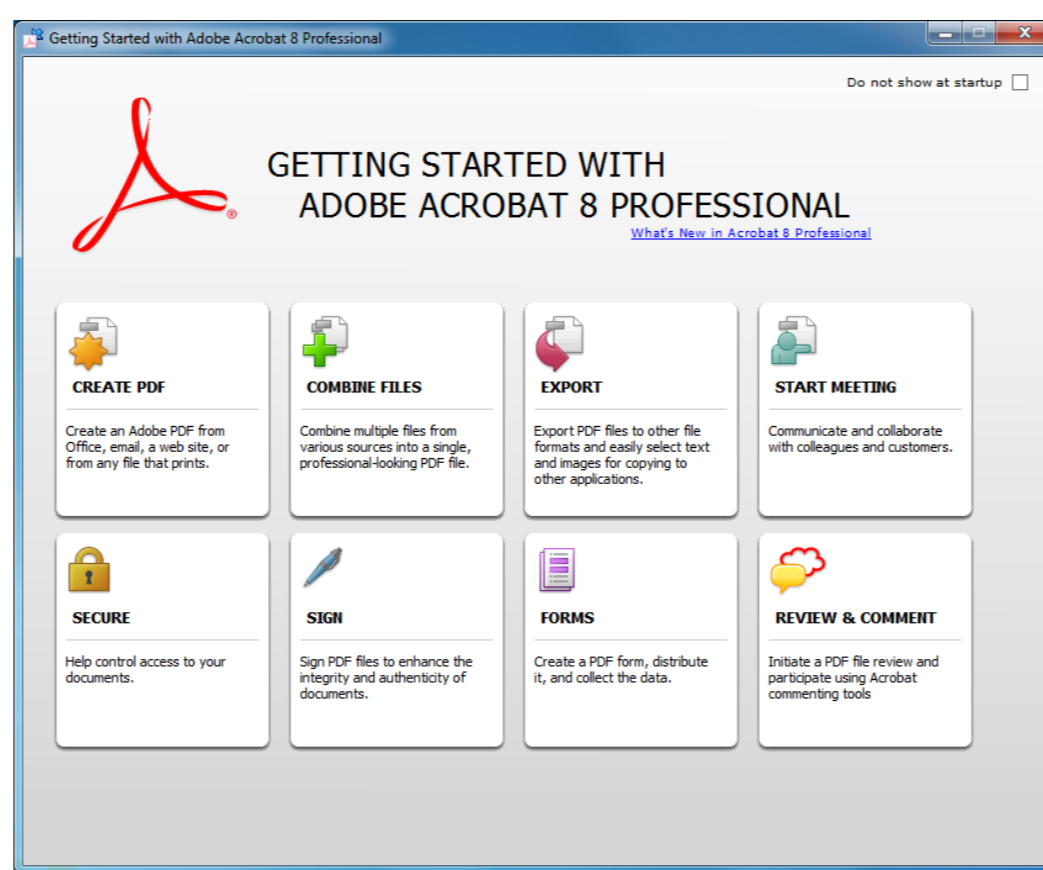 Getting Started with Adobe Acrobat 8 Professional
Do not show at startup
GETTING STARTED WITH
ADOBE ACROBAT 8 PROFESSIONAL
What's New in Acrobat 8 Professional
CREATE PDF
Create an Adobe PDF from
Office, email, a web site, or
from any file that prints.
COMBINE FILES
Combine multiple files from
various sources into a single,
professional-looking PDF file.
EXPORT
Export PDF files to other file
formats and easily select text
and images for copying to
other applications.
START MEETING
Communicate and collaborate
with colleagues and customers.
SECURE
Help control access to your
documents.
SIGN
Sign PDF files to enhance the
integrity and authenticity of
documents.
FORMS
Create a PDF form, distribute
it, and collect the data.
REVIEW & COMMENT
Initiate a PDF file review and
participate using Acrobat
commenting tools